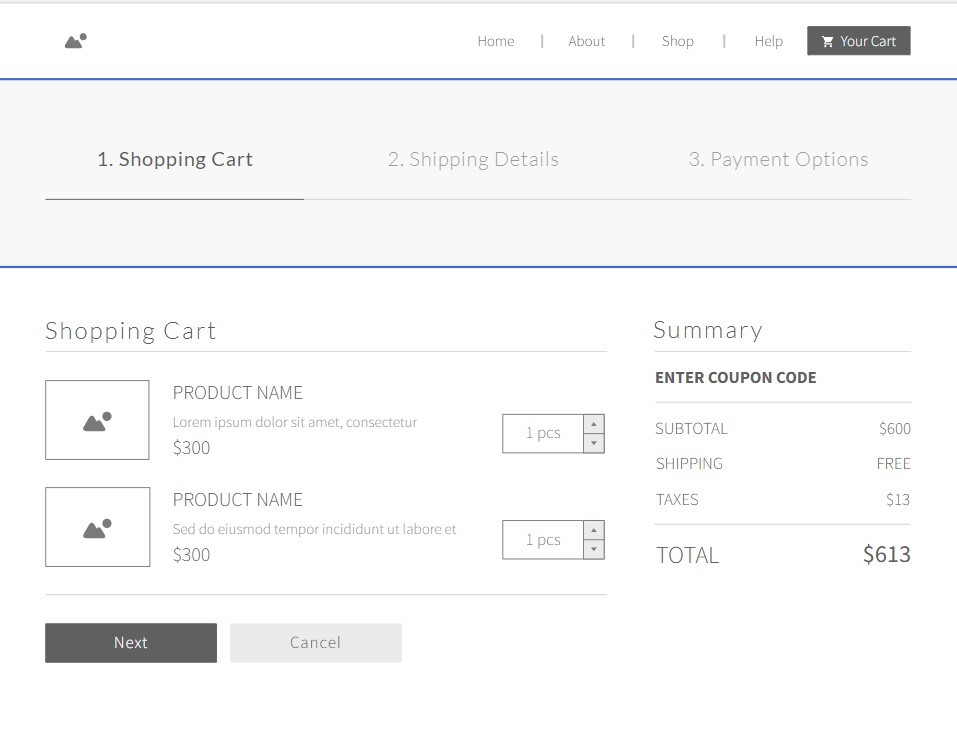 Home | About | Shop | Help Your Cart
1. Shopping Cart 2. Shipping Details 3. Payment Options
Shopping Cart
PRODUCT NAME
Lorem ipsum dolor sit amet, consectetur
$300
1 pcs
PRODUCT NAME
Sed do eiusmod tempor incididunt ut labore et
$300
1 pcs
Next Cancel
Summary
ENTER COUPON CODE
SUBTOTAL $600
SHIPPING FREE
TAXES $13
TOTAL $613